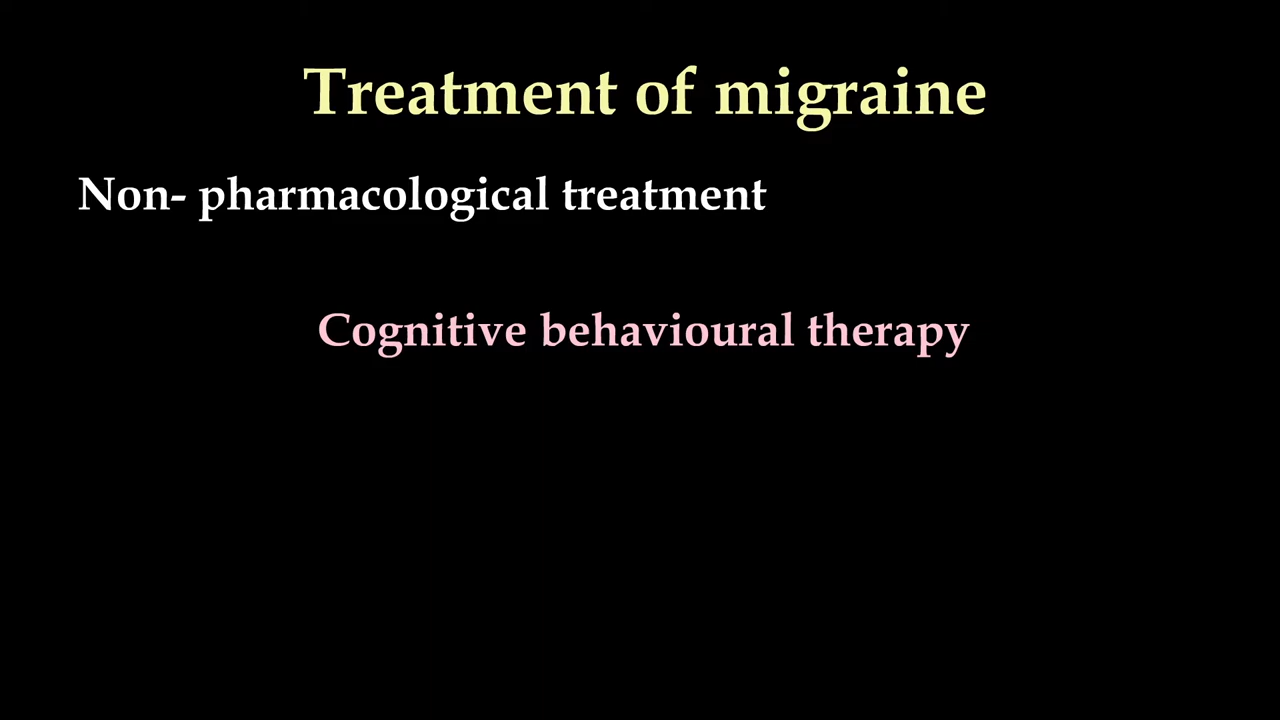 Treatment of migraine
Non- pharmacological treatment
Cognitive behavioural therapy